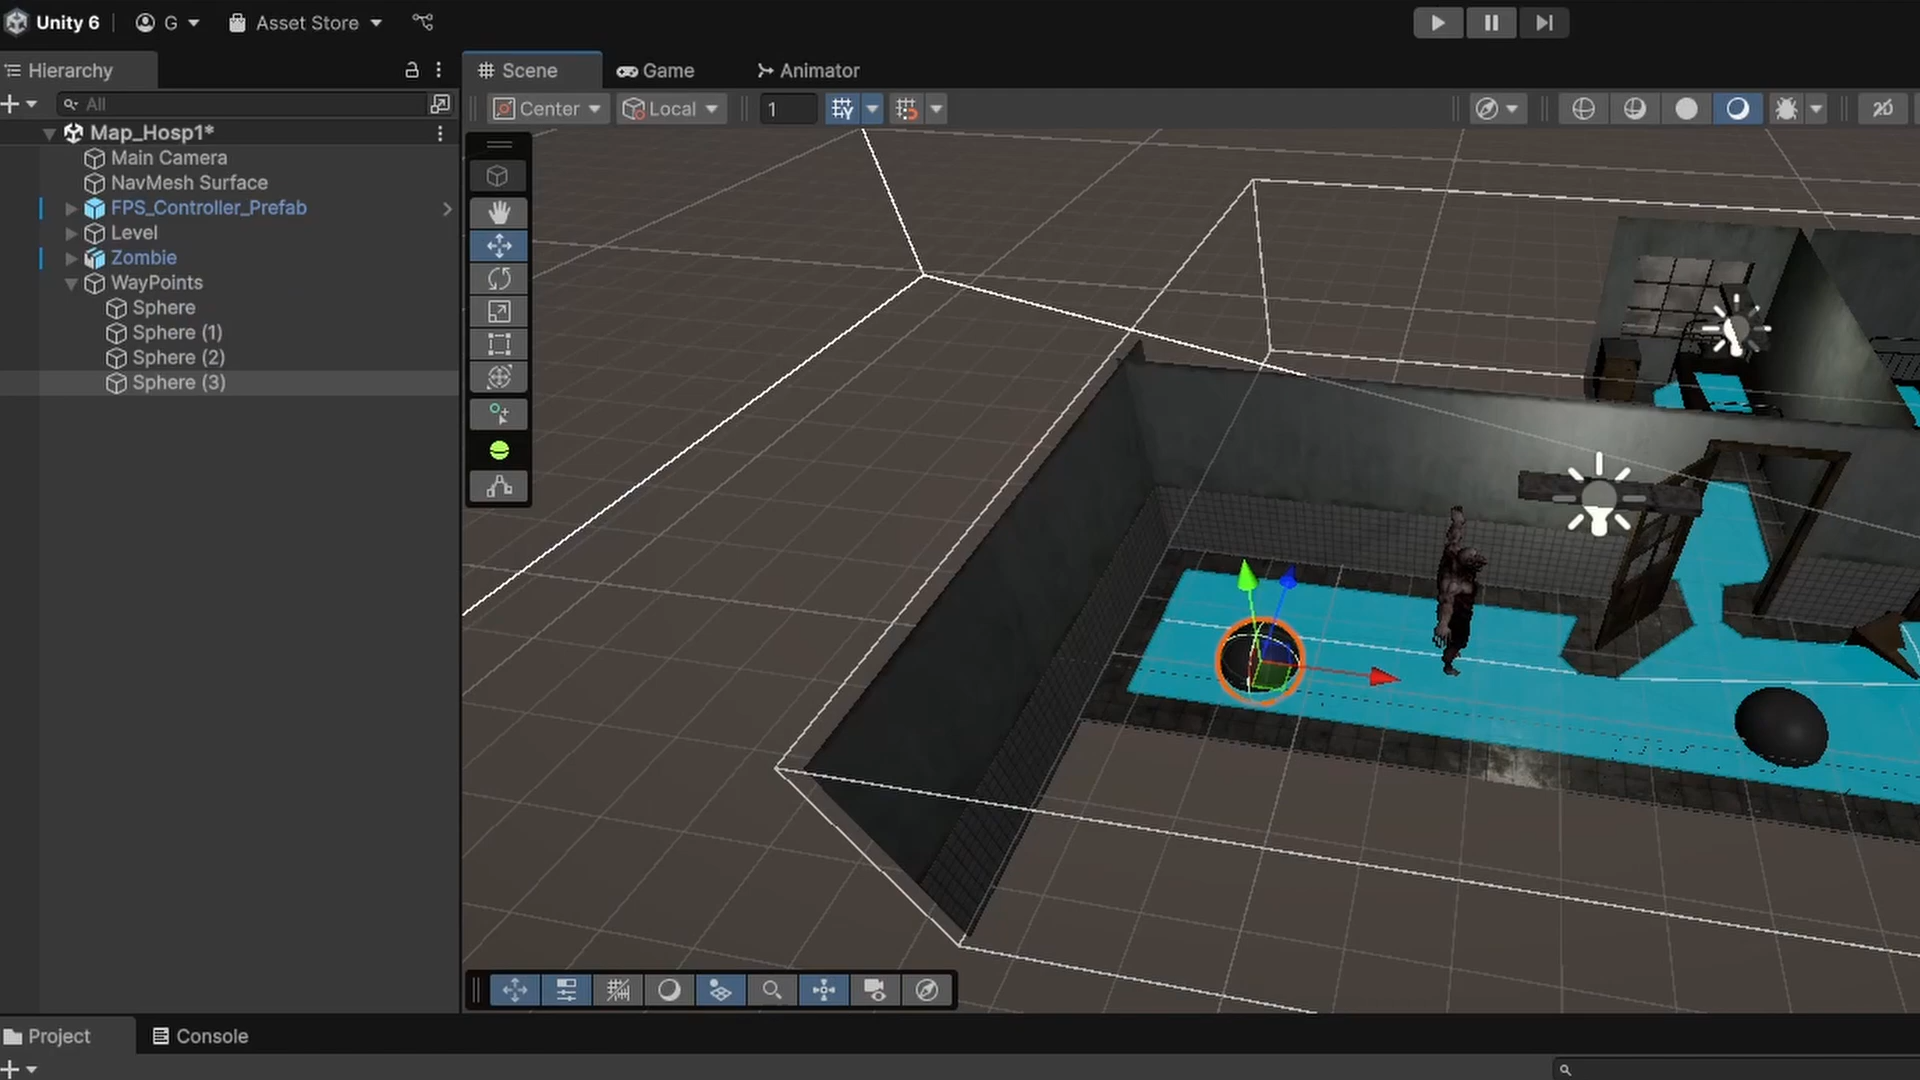 Unity 6 G Asset Store
Hierarchy
All
Map_Hosp1*
Main Camera
NavMesh Surface
FPS_Controller_Prefab
Level
Zombie
WayPoints
Sphere
Sphere (1)
Sphere (2)
Sphere (3)
Scene Game Animator
Center Local 1 2D
Project Console